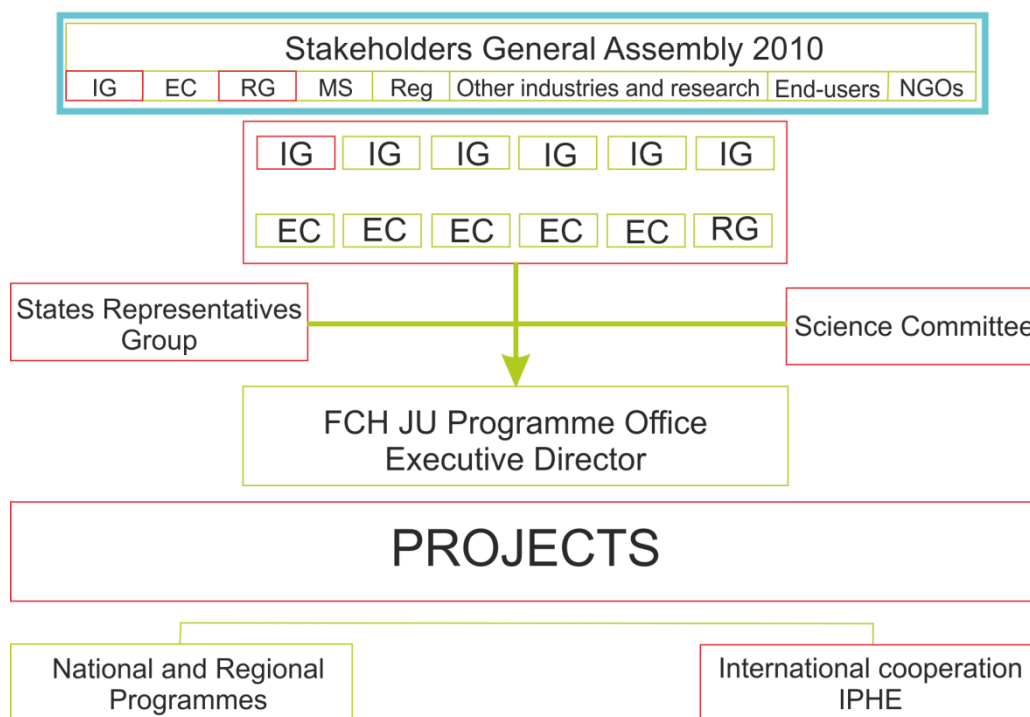 Stakeholders General Assembly 2010
IG EC RG MS Reg Other industries and research End-users NGOs
IG IG IG IG IG IG
EC EC EC EC EC RG
States Representatives
Group
Science Committee
FCH JU Programme Office
Executive Director
PROJECTS
National and Regional
Programmes
International cooperation
IPHE